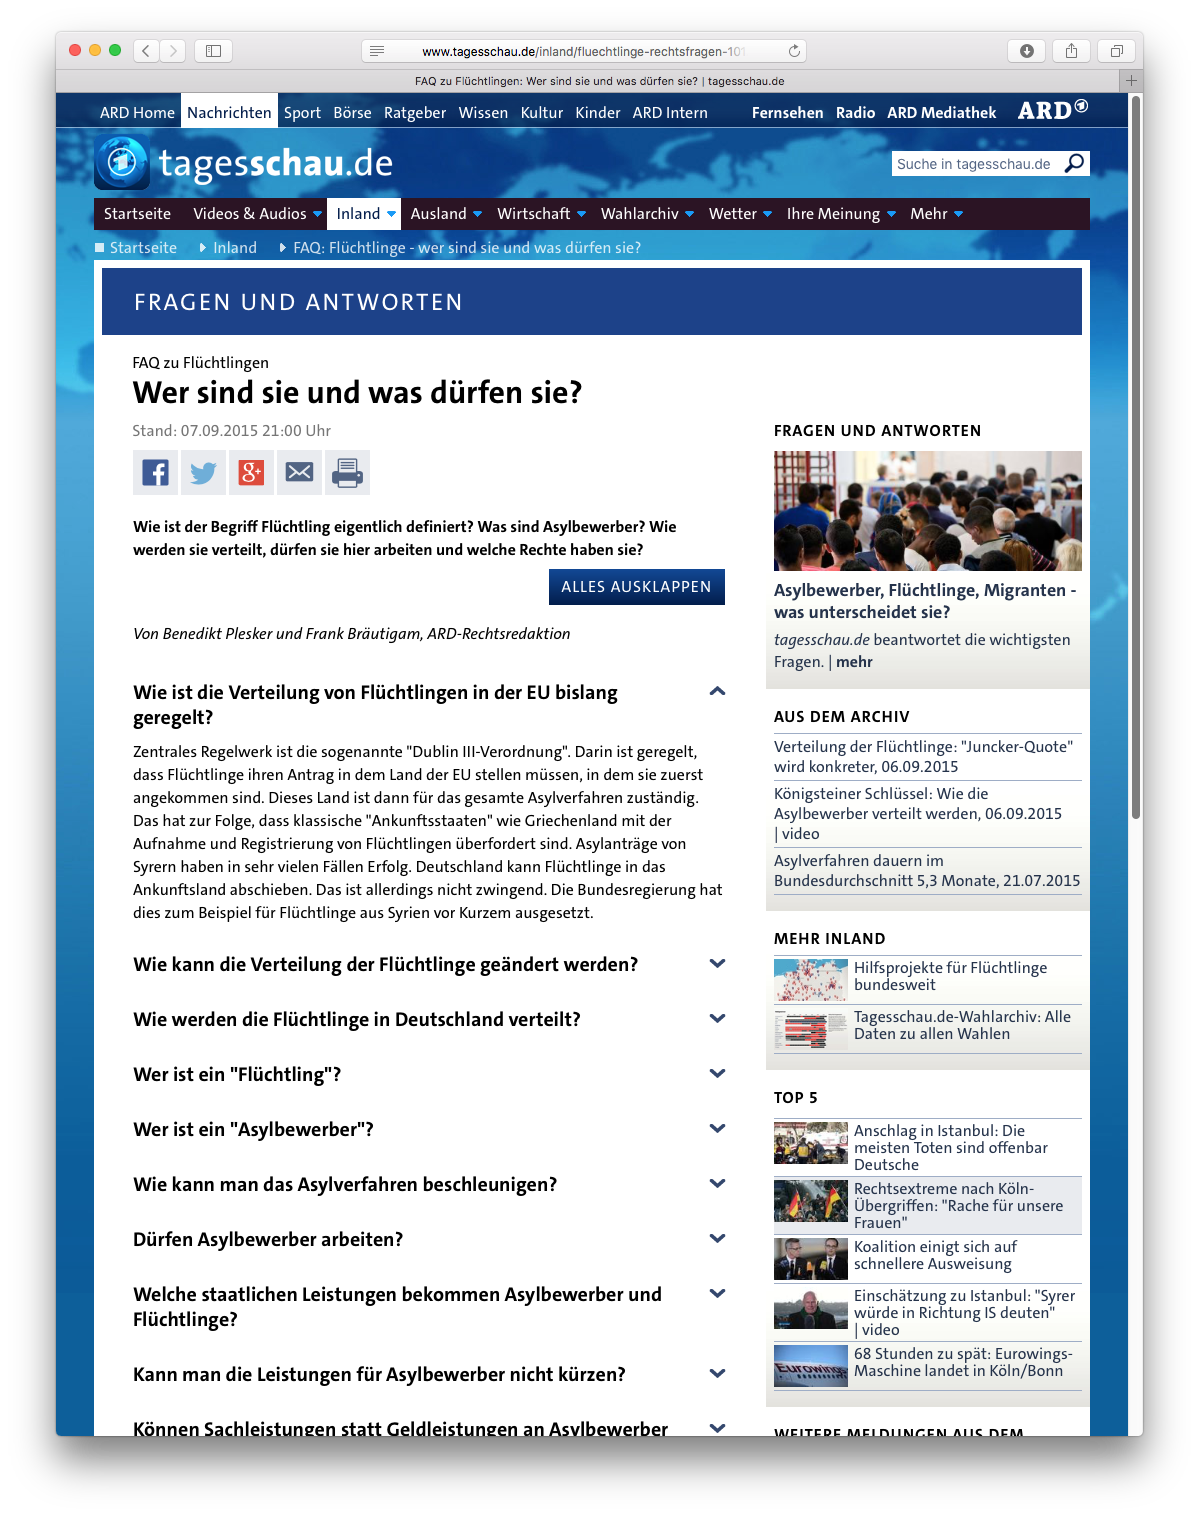 www.tagesschau.de/inland/fluechtlinge-rechtsfragen-101
FAQ zu Flüchtlingen: Wer sind sie und was dürfen sie? | tagesschau.de
ARD Home Nachrichten Sport Börse Ratgeber Wissen Kultur Kinder ARD Intern Fernsehen Radio ARD Mediathek ARD
tagesschau.de
Suche in tagesschau.de
Startseite Videos & Audios Inland Ausland Wirtschaft Wahlarchiv Wetter Ihre Meinung Mehr
Startseite Inland FAQ: Flüchtlinge - wer sind sie und was dürfen sie?
FRAGEN UND ANTWORTEN
FAQ zu Flüchtlingen
Wer sind sie und was dürfen sie?
Stand: 07.09.2015 21:00 Uhr
Wie ist der Begriff Flüchtling eigentlich definiert? Was sind Asylbewerber? Wie
werden sie verteilt, dürfen sie hier arbeiten und welche Rechte haben sie?
ALLES AUSKLAPPEN
Von Benedikt Plesker und Frank Bräutigam, ARD-Rechtsredaktion
Wie ist die Verteilung von Flüchtlingen in der EU bislang
geregelt?
Zentrales Regelwerk ist die sogenannte "Dublin III-Verordnung". Darin ist geregelt,
dass Flüchtlinge ihren Antrag in dem Land der EU stellen müssen, in dem sie zuerst
angekommen sind. Dieses Land ist dann für das gesamte Asylverfahren zuständig.
Das hat zur Folge, dass klassische "Ankunftsstaaten" wie Griechenland mit der
Aufnahme und Registrierung von Flüchtlingen überfordert sind. Asylanträge von
Syrern haben in sehr vielen Fällen Erfolg. Deutschland kann Flüchtlinge in das
Ankunftsland abschieben. Das ist allerdings nicht zwingend. Die Bundesregierung hat
dies zum Beispiel für Flüchtlinge aus Syrien vor Kurzem ausgesetzt.
Wie kann die Verteilung der Flüchtlinge geändert werden?
Wie werden die Flüchtlinge in Deutschland verteilt?
Wer ist ein "Flüchtling"?
Wer ist ein "Asylbewerber"?
Wie kann man das Asylverfahren beschleunigen?
Dürfen Asylbewerber arbeiten?
Welche staatlichen Leistungen bekommen Asylbewerber und
Flüchtlinge?
Kann man die Leistungen für Asylbewerber nicht kürzen?
Können Sachleistungen statt Geldleistungen an Asylbewerber
FRAGEN UND ANTWORTEN
Asylbewerber, Flüchtlinge, Migranten -
was unterscheidet sie?
tagesschau.de beantwortet die wichtigsten
Fragen. | mehr
AUS DEM ARCHIV
Verteilung der Flüchtlinge: "Juncker-Quote"
wird konkreter, 06.09.2015
Königsteiner Schlüssel: Wie die
Asylbewerber verteilt werden, 06.09.2015
| video
Asylverfahren dauern im
Bundesdurchschnitt 5,3 Monate, 21.07.2015
MEHR INLAND
Hilfsprojekte für Flüchtlinge
bundesweit
Tagesschau.de-Wahlarchiv: Alle
Daten zu allen Wahlen
TOP 5
Anschlag in Istanbul: Die
meisten Toten sind offenbar
Deutsche
Rechtsextreme nach Köln-
Übergriffen: "Rache für unsere
Frauen"
Koalition einigt sich auf
schnellere Ausweisung
Einschätzung zu Istanbul: "Syrer
würde in Richtung IS deuten"
| video
Eurowings
68 Stunden zu spät: Eurowings-
Maschine landet in Köln/Bonn
WEITERE MELDUNGEN AUS DEM